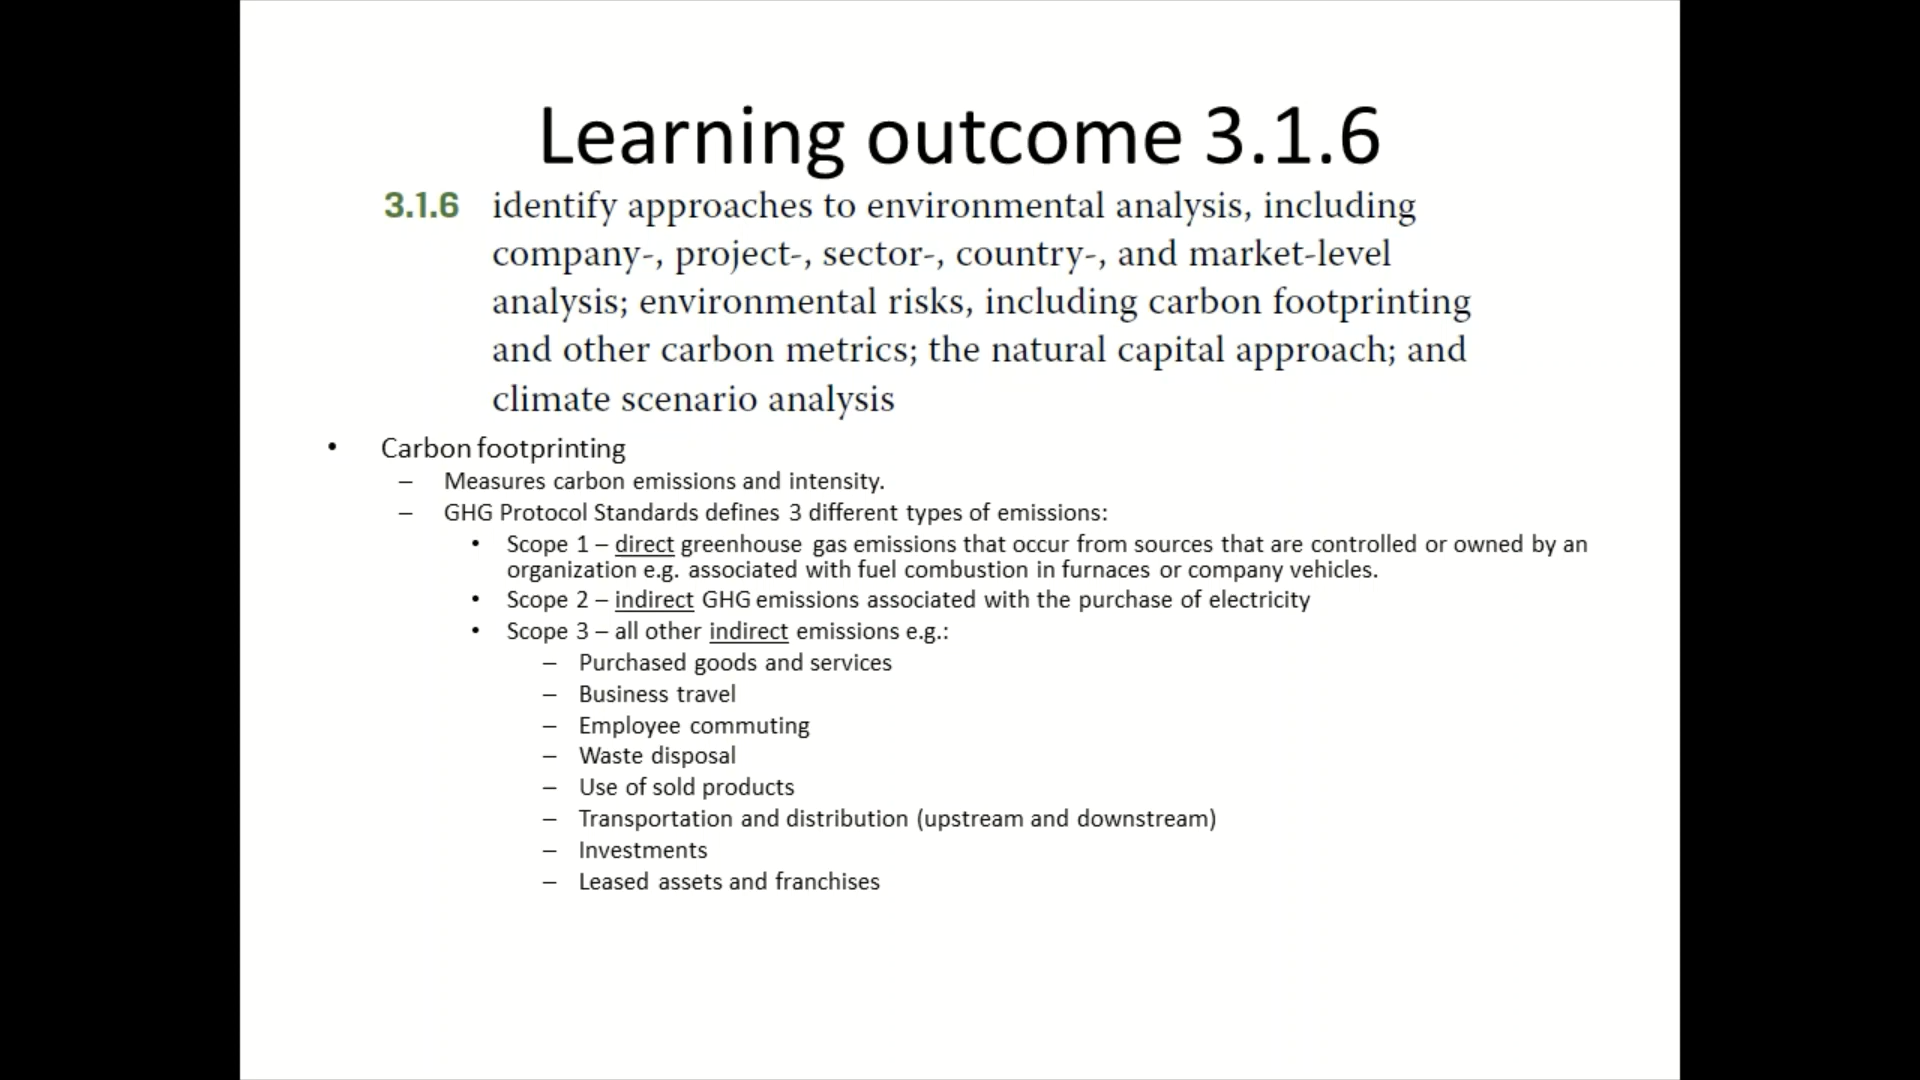 Learning outcome 3.1.6
3.1.6 identify approaches to environmental analysis, including
company-, project-, sector-, country-, and market-level
analysis; environmental risks, including carbon footprinting
and other carbon metrics; the natural capital approach; and
climate scenario analysis
• Carbon footprinting
– Measures carbon emissions and intensity.
– GHG Protocol Standards defines 3 different types of emissions:
• Scope 1 – direct greenhouse gas emissions that occur from sources that are controlled or owned by an
organization e.g. associated with fuel combustion in furnaces or company vehicles.
• Scope 2 – indirect GHG emissions associated with the purchase of electricity
• Scope 3 – all other indirect emissions e.g.:
– Purchased goods and services
– Business travel
– Employee commuting
– Waste disposal
– Use of sold products
– Transportation and distribution (upstream and downstream)
– Investments
– Leased assets and franchises